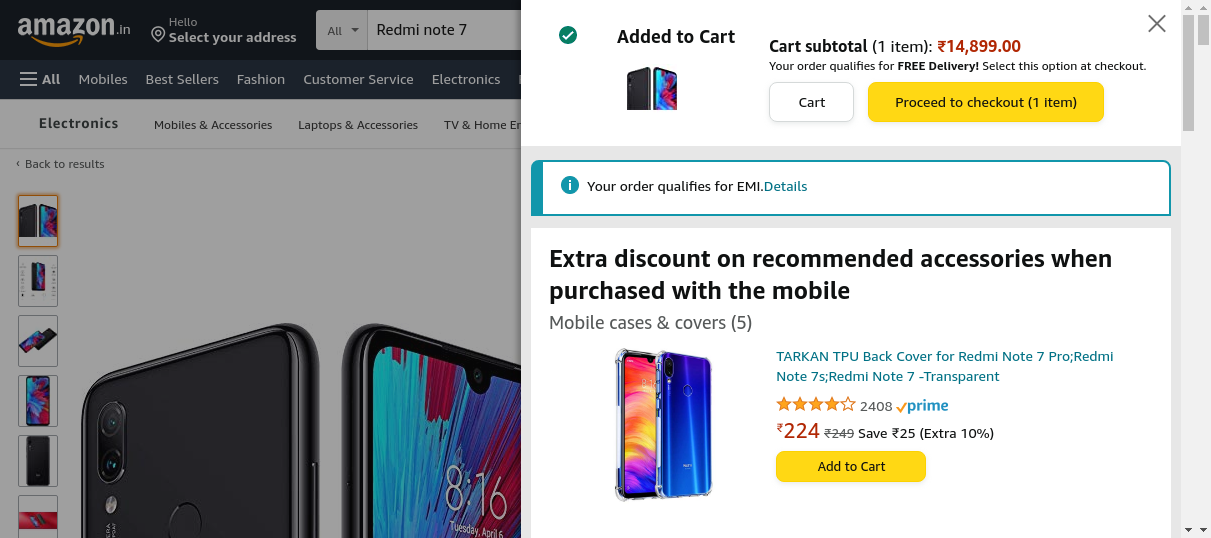 amazon.in
Hello
Select your address
All
Redmi note 7
All
Mobiles
Best Sellers
Fashion
Customer Service
Electronics
Electronics
Mobiles & Accessories
Laptops & Accessories
TV & Home En
‹ Back to results
8:16
Tuesday, April 6
Added to Cart
Cart subtotal (1 item): ₹14,899.00
Your order qualifies for FREE Delivery! Select this option at checkout.
Cart
Proceed to checkout (1 item)
Your order qualifies for EMI.Details
Extra discount on recommended accessories when
purchased with the mobile
Mobile cases & covers (5)
TARKAN TPU Back Cover for Redmi Note 7 Pro;Redmi
Note 7s;Redmi Note 7 -Transparent
2408 prime
₹224 ₹249 Save ₹25 (Extra 10%)
Add to Cart